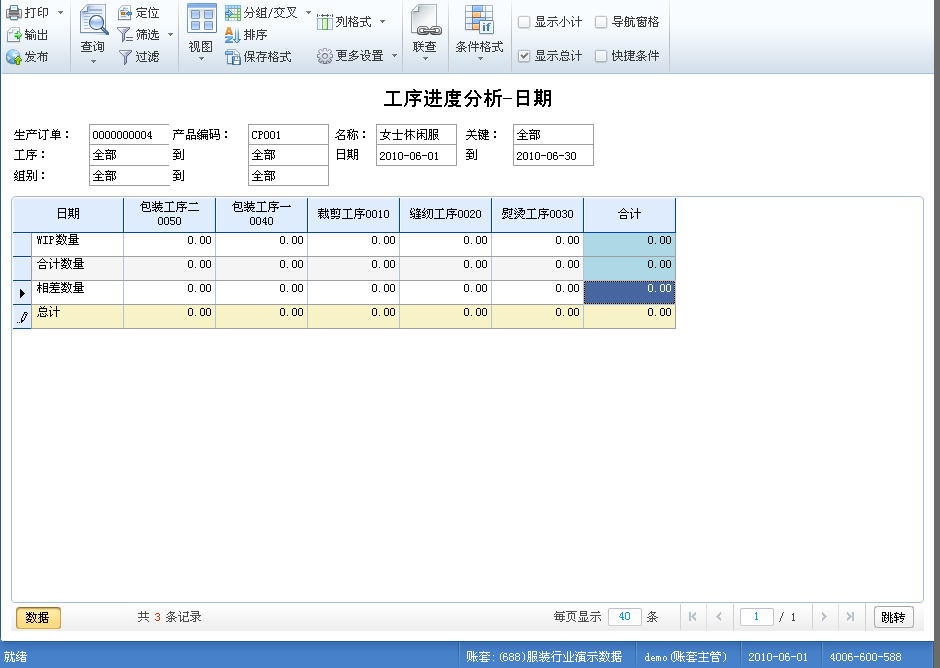 打印 定位 分组/交叉 列格式 显示小计 导航窗格
输出 查询 筛选 视图 排序 联查 条件格式
发布 过滤 保存格式 更多设置 显示总计 快捷条件
工序进度分析-日期
生产订单： 0000000004 产品编码： CP001 名称： 女士休闲服 关键： 全部
工序： 全部 到 全部 日期 2010-06-01 到 2010-06-30
组别： 全部 到 全部
日期 包装工序二0050 包装工序一0040 裁剪工序0010 缝纫工序0020 熨烫工序0030 合计
WIP数量 0.00 0.00 0.00 0.00 0.00 0.00
合计数量 0.00 0.00 0.00 0.00 0.00 0.00
相差数量 0.00 0.00 0.00 0.00 0.00 0.00
总计 0.00 0.00 0.00 0.00 0.00 0.00
数据 共 3 条记录 每页显示 40 条 1 / 1 跳转
就绪 账套: (688)服装行业演示数据 demo(账套主管) 2010-06-01 4006-600-588